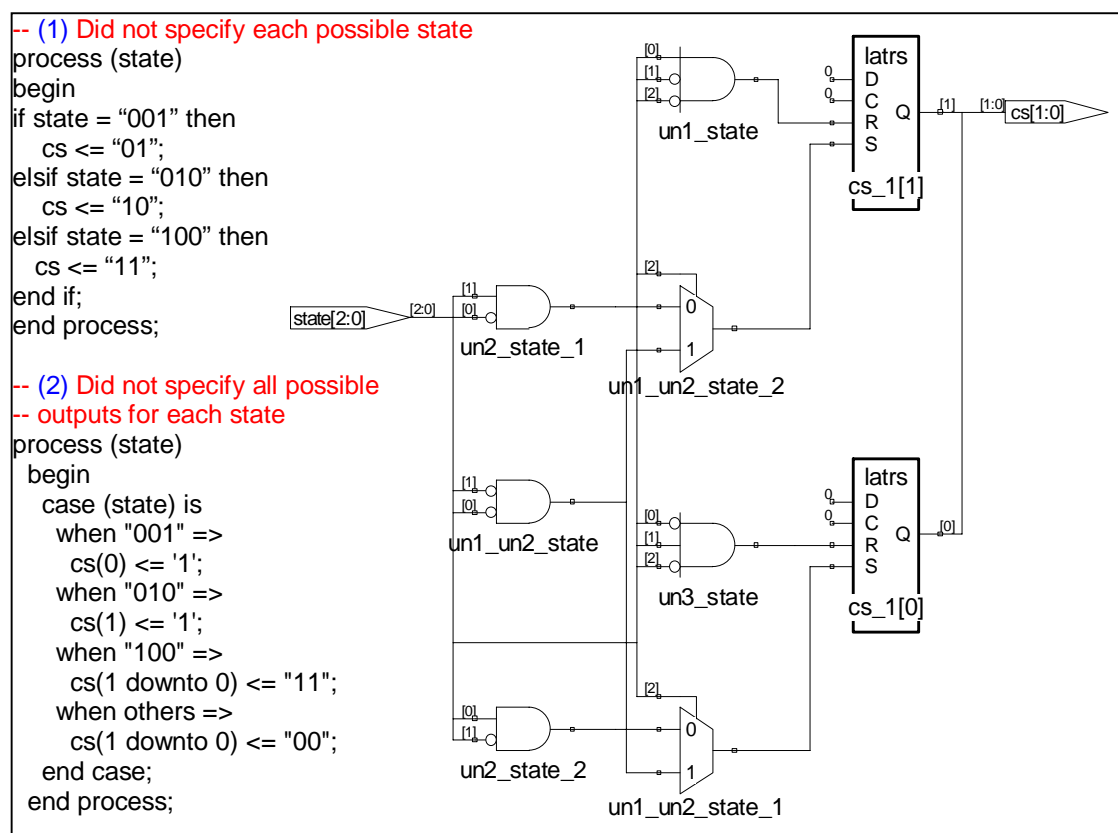 -- (1) Did not specify each possible state
process (state)
begin
if state = "001" then
cs <= “01”;
elsif state = “010” then
cs <= “10”;
elsif state = “100” then
cs <= “11”;
end if;
end process;
-- (2) Did not specify all possible
-- outputs for each state
process (state)
begin
case (state) is
when "001" =>
cs(0) <= '1';
when "010" =>
cs(1) <= '1';
when "100" =>
cs(1 downto 0) <= "11";
when others =>
cs(1 downto 0) <= "00";
end case;
end process;
state[2:0]
[2:0]
[1]
[0]
un2_state_1
[1]
[0]
un1_un2_state
[0]
[1]
un2_state_2
[0]
[1]
[2]
un1_state
[2]
0
1
un1_un2_state_2
[0]
[1]
[2]
un3_state
[2]
0
1
un1_un2_state_1
latrs
0
D
0
C
R
S
Q
cs_1[1]
[1]
[1:0]
cs[1:0]
latrs
0
D
0
C
R
S
Q
cs_1[0]
[0]